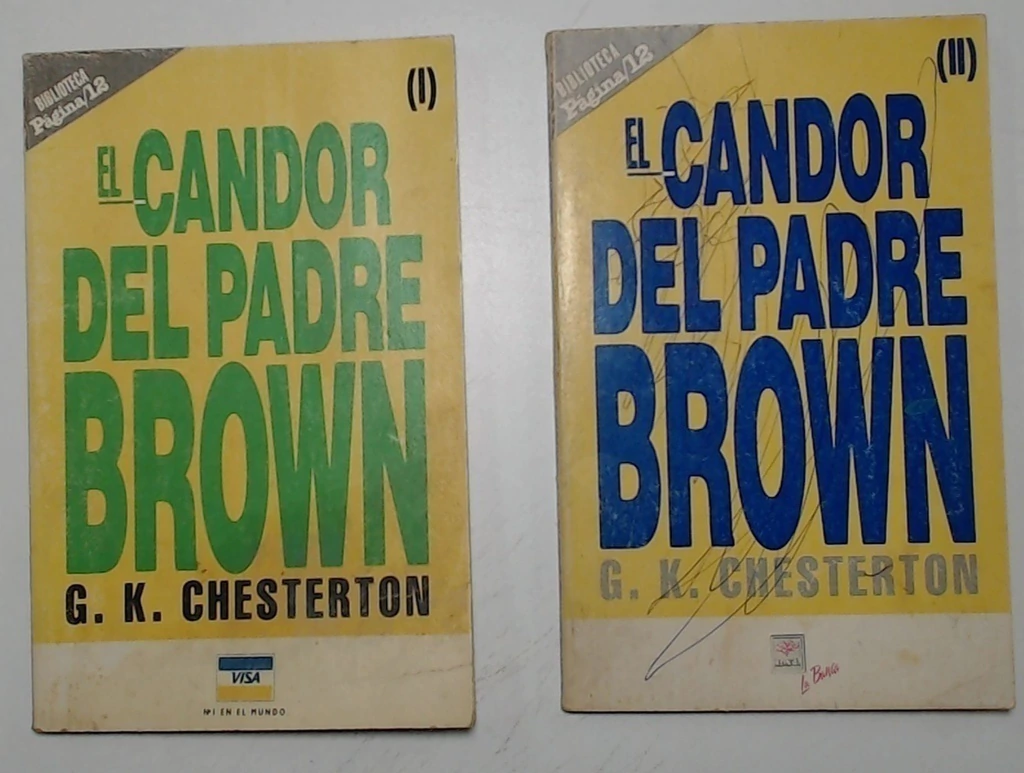 BIBLIOTECA
Página/12
(I)
EL CANDOR
DEL PADRE
BROWN
G. K. CHESTERTON
VISA
Nº1 EN EL MUNDO
BIBLIOTECA
Página/12
(II)
EL CANDOR
DEL PADRE
BROWN
G. K. CHESTERTON